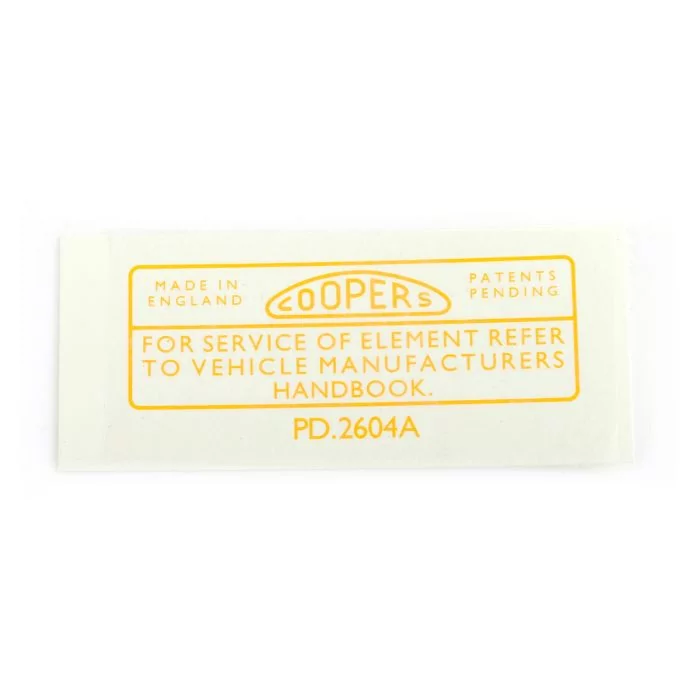 MADE IN
ENGLAND
COOPERS
PATENTS
PENDING
FOR SERVICE OF ELEMENT REFER
TO VEHICLE MANUFACTURERS
HANDBOOK.
PD.2604A